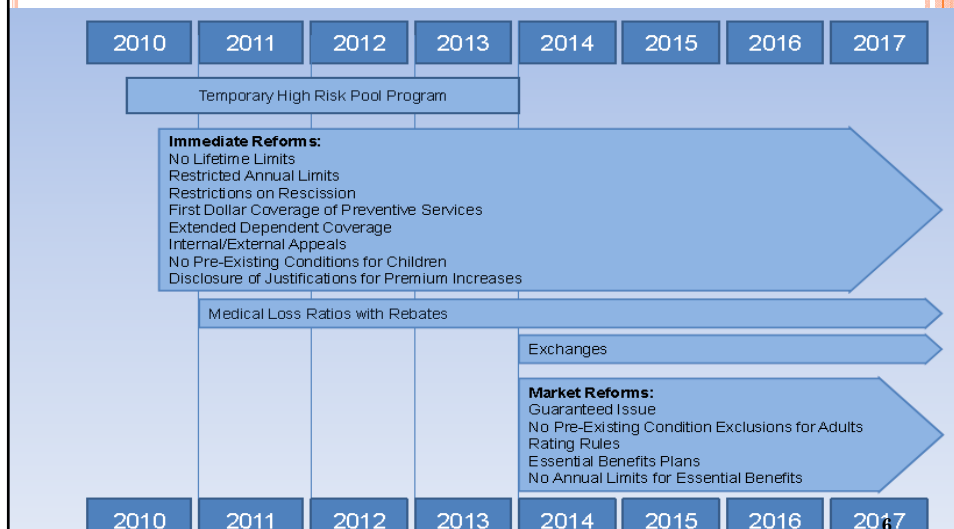 2010 2011 2012 2013 2014 2015 2016 2017
Temporary High Risk Pool Program
Immediate Reforms:
No Lifetime Limits
Restricted Annual Limits
Restrictions on Rescission
First Dollar Coverage of Preventive Services
Extended Dependent Coverage
Internal/External Appeals
No Pre-Existing Conditions for Children
Disclosure of Justifications for Premium Increases
Medical Loss Ratios with Rebates
Exchanges
Market Reforms:
Guaranteed Issue
No Pre-Existing Condition Exclusions for Adults
Rating Rules
Essential Benefits Plans
No Annual Limits for Essential Benefits
2010 2011 2012 2013 2014 2015 2016 2017
6